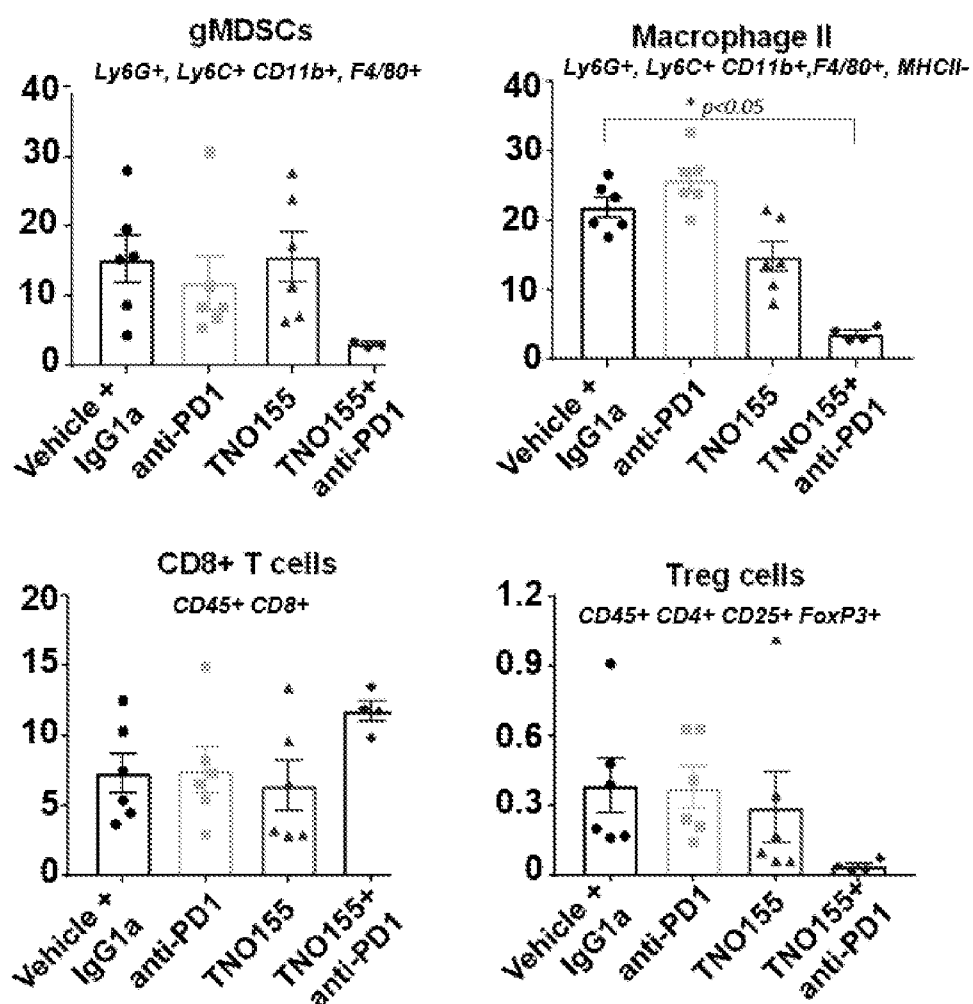 gMDSCs
Ly6G+, Ly6C+ CD11b+, F4/80+
40
30
20
10
0
Vehicle +
IgG1a
anti-PD1
TNO155
TNO155+
anti-PD1
Macrophage II
Ly6G+, Ly6C+ CD11b+,F4/80+, MHCII-
p<0.05
40
30
20
10
0
Vehicle +
IgG1a
anti-PD1
TNO155
TNO155+
anti-PD1
CD8+ T cells
CD45+ CD8+
20
15
10
5
0
Vehicle +
IgG1a
anti-PD1
TNO155
TNO155+
anti-PD1
Treg cells
CD45+ CD4+ CD25+ FoxP3+
1.2
0.9
0.6
0.3
0
Vehicle +
IgG1a
anti-PD1
TNO155
TNO155+
anti-PD1